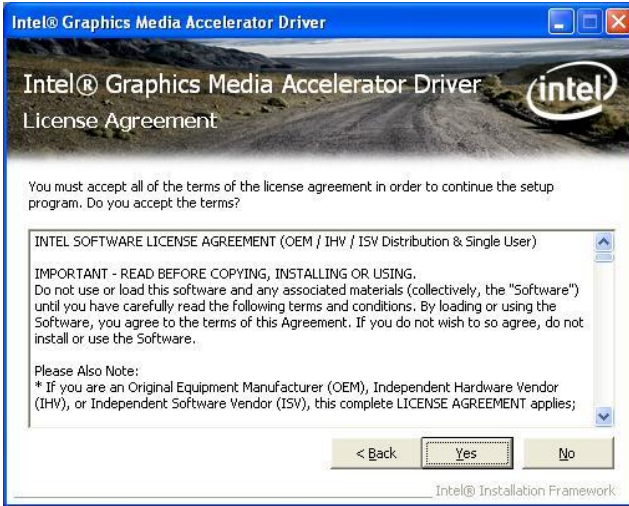 Intel® Graphics Media Accelerator Driver
Intel® Graphics Media Accelerator Driver
intel
License Agreement
You must accept all of the terms of the license agreement in order to continue the setup
program. Do you accept the terms?
INTEL SOFTWARE LICENSE AGREEMENT (OEM / IHV / ISV Distribution & Single User)
IMPORTANT - READ BEFORE COPYING, INSTALLING OR USING.
Do not use or load this software and any associated materials (collectively, the "Software")
until you have carefully read the following terms and conditions. By loading or using the
Software, you agree to the terms of this Agreement. If you do not wish to so agree, do not
install or use the Software.
Please Also Note:
* If you are an Original Equipment Manufacturer (OEM), Independent Hardware Vendor
(IHV), or Independent Software Vendor (ISV), this complete LICENSE AGREEMENT applies;
< Back Yes No
Intel® Installation Framework